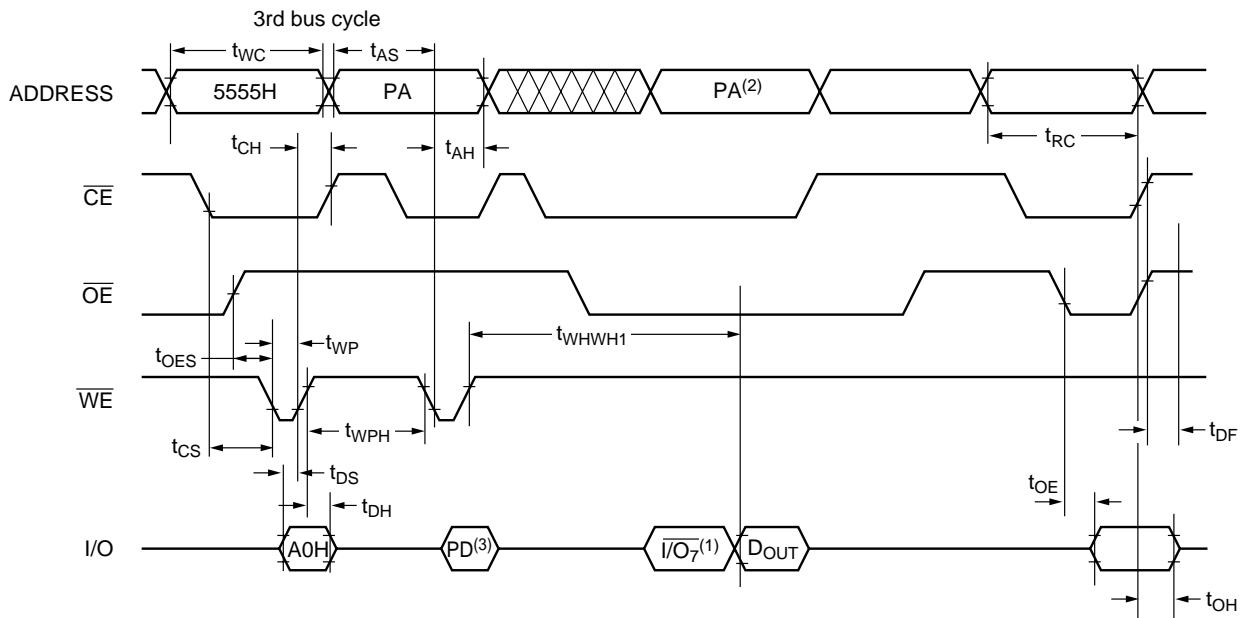 3rd bus cycle
tWC tAS
ADDRESS 5555H PA PA(2)
tCH tAH tRC
CE
OE
tWHWH1
tOES tWP
WE
tCS tWPH tDF
tDS tOE
tDH
I/O A0H PD(3) I/O7(1) DOUT
tOH